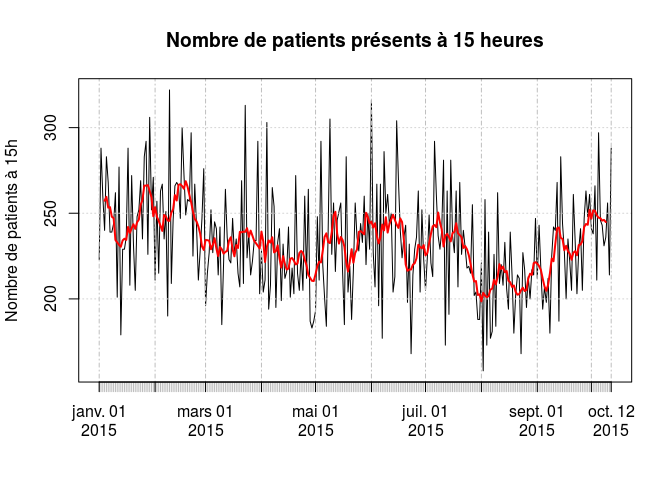 Nombre de patients présents à 15 heures
Nombre de patients à 15h
300
250
200
janv. 01
2015
mars 01
2015
mai 01
2015
juil. 01
2015
sept. 01
2015
oct. 12
2015